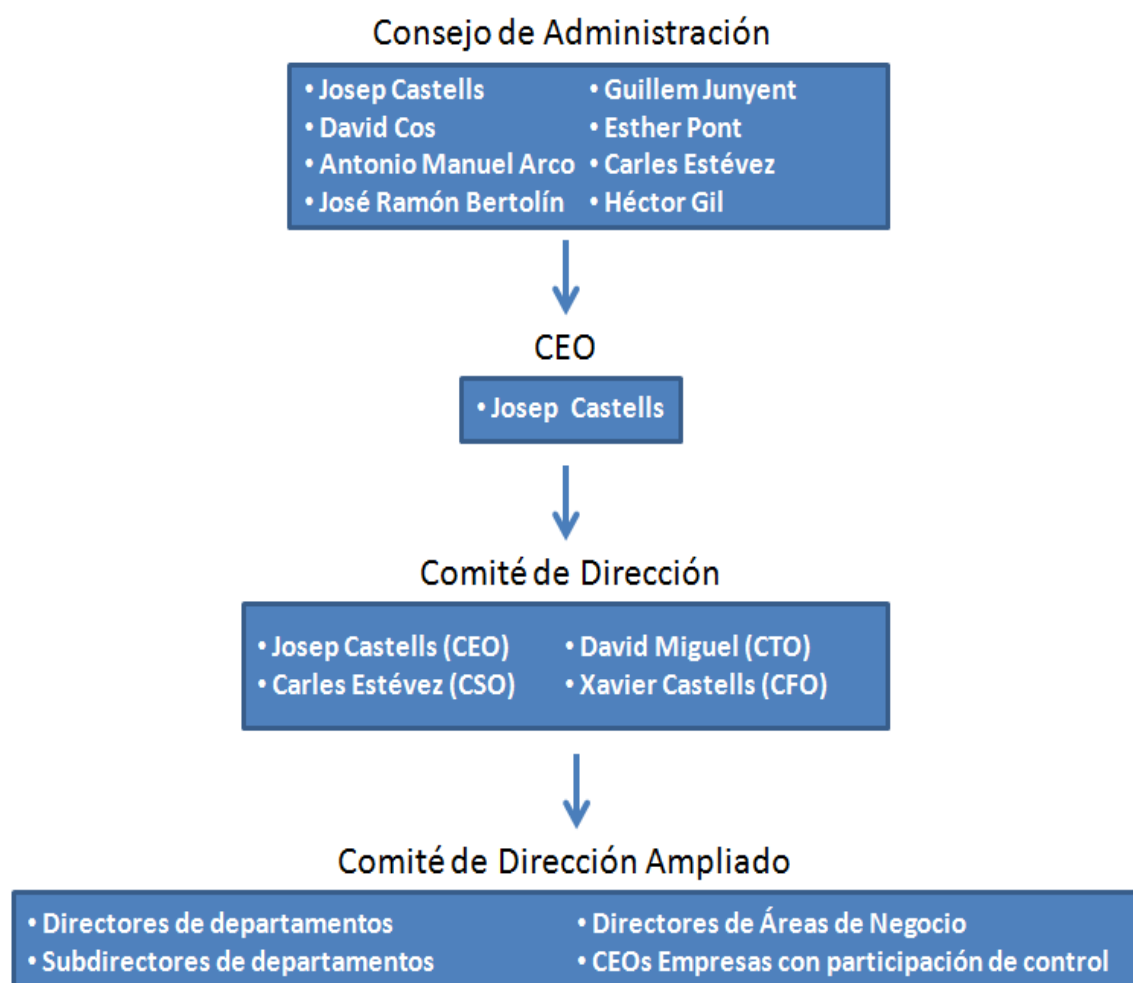 Consejo de Administración
• Josep Castells • Guillem Junyent
• David Cos • Esther Pont
• Antonio Manuel Arco • Carles Estévez
• José Ramón Bertolín • Héctor Gil
CEO
• Josep Castells
Comité de Dirección
• Josep Castells (CEO) • David Miguel (CTO)
• Carles Estévez (CSO) • Xavier Castells (CFO)
Comité de Dirección Ampliado
• Directores de departamentos • Directores de Áreas de Negocio
• Subdirectores de departamentos • CEOs Empresas con participación de control